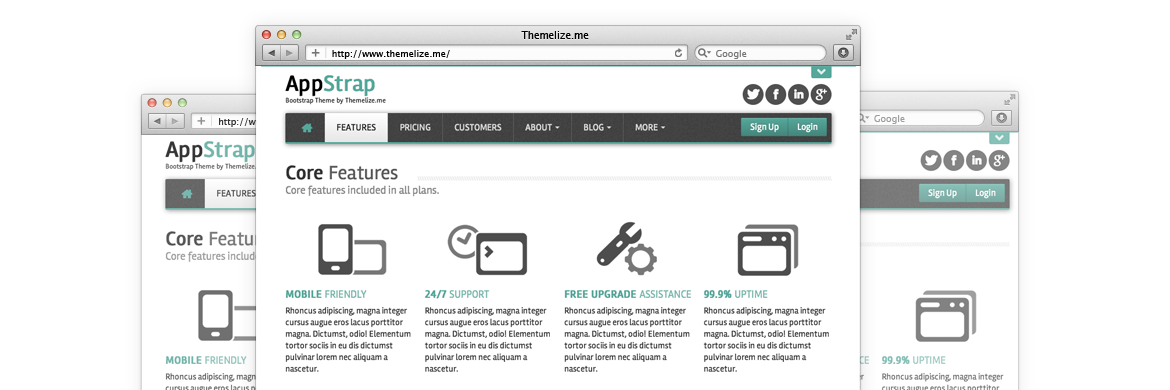 Themelize.me
http://www.themelize.me/
Google
AppStrap
Bootstrap Theme by Themelize.me
FEATURES PRICING CUSTOMERS ABOUT BLOG MORE Sign Up Login
Core Features
Core features included in all plans.
MOBILE FRIENDLY
Rhoncus adipiscing, magna integer
cursus augue eros lacus porttitor
magna. Dictumst, odio! Elementum
tortor sociis in eu dis dictumst
pulvinar lorem nec aliquam a
nascetur.
24/7 SUPPORT
Rhoncus adipiscing, magna integer
cursus augue eros lacus porttitor
magna. Dictumst, odio! Elementum
tortor sociis in eu dis dictumst
pulvinar lorem nec aliquam a
nascetur.
FREE UPGRADE ASSISTANCE
Rhoncus adipiscing, magna integer
cursus augue eros lacus porttitor
magna. Dictumst, odio! Elementum
tortor sociis in eu dis dictumst
pulvinar lorem nec aliquam a
nascetur.
99.9% UPTIME
Rhoncus adipiscing, magna integer
cursus augue eros lacus porttitor
magna. Dictumst, odio! Elementum
tortor sociis in eu dis dictumst
pulvinar lorem nec aliquam a
nascetur.
http://w
AppStrap
Bootstrap Theme by Themelize.
FEATURES
Core Featu
Core features includ
MOBILE FRIENDLY
Rhoncus adipiscing, magna integer
Google
Sign Up Login
CE
99.9% UPTIME
Rhoncus adipiscing, magna integer